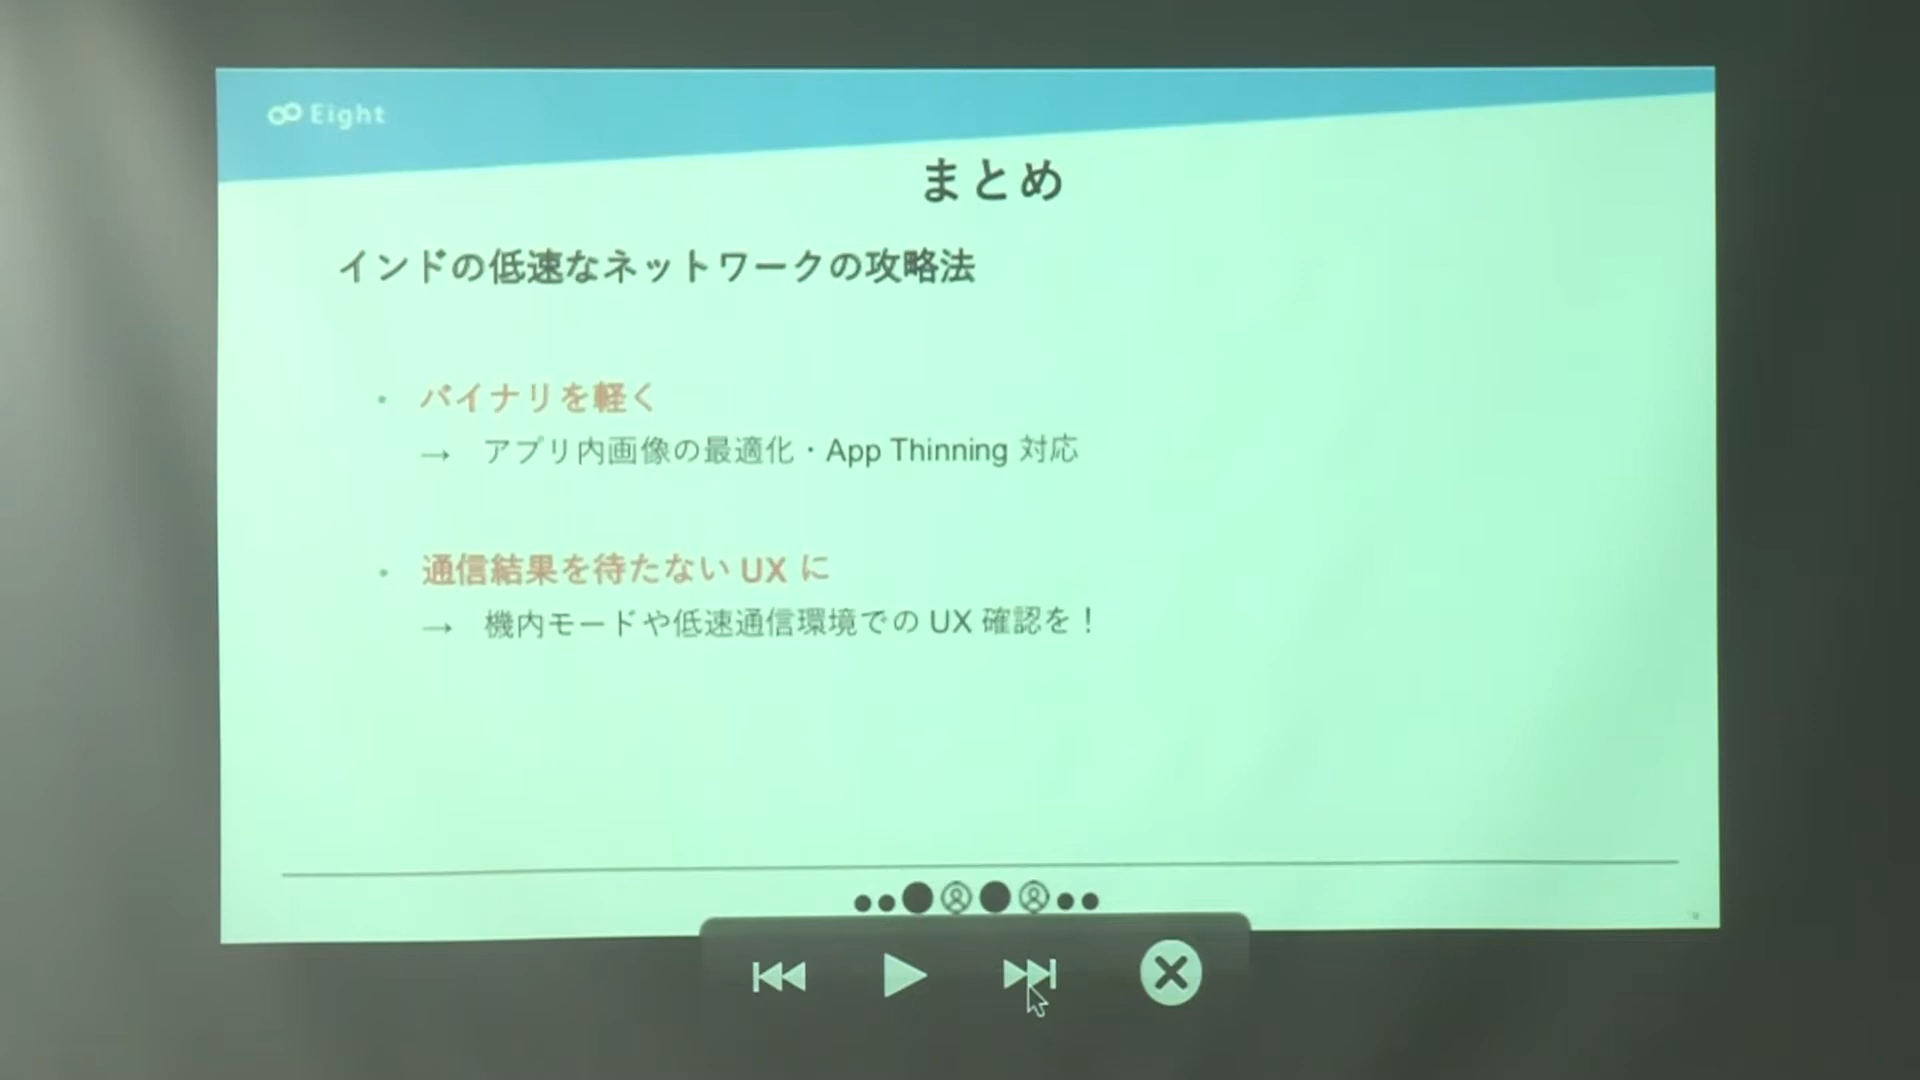 Eight
まとめ
インドの低速なネットワークの攻略法
・ バイナリを軽く
→ アプリ内画像の最適化・App Thinning 対応
・ 通信結果を待たない UX に
→ 機内モードや低速通信環境での UX 確認を！